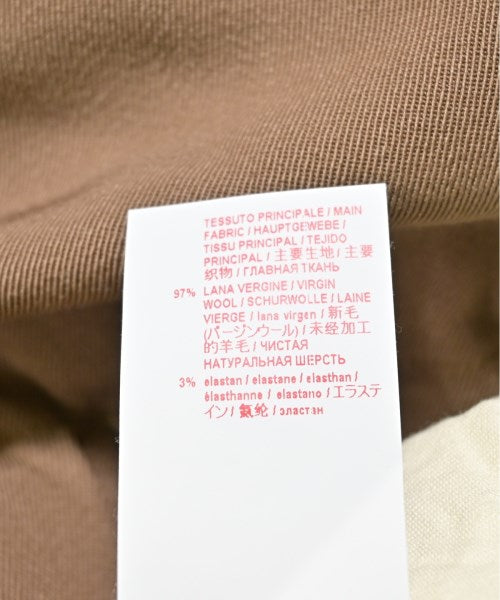 TESSUTO PRINCIPALE / MAIN
FABRIC / HAUPTGEWEBE /
TISSU PRINCIPAL / TEJIDO
PRINCIPAL / 主要生地 / 主要
织物 / ГЛАВНАЯ ТКАНЬ
97% LANA VERGINE / VIRGIN
WOOL / SCHURWOLLE / LAINE
VIERGE / lana virgen / 新毛
(バージンウール) / 未经加工
的羊毛 / ЧИСТАЯ
НАТУРАЛЬНАЯ ШЕРСТЬ
3% elastan / elastane / elasthan /
élasthanne / elastano / エラステ
イン / 氨纶 / эластан